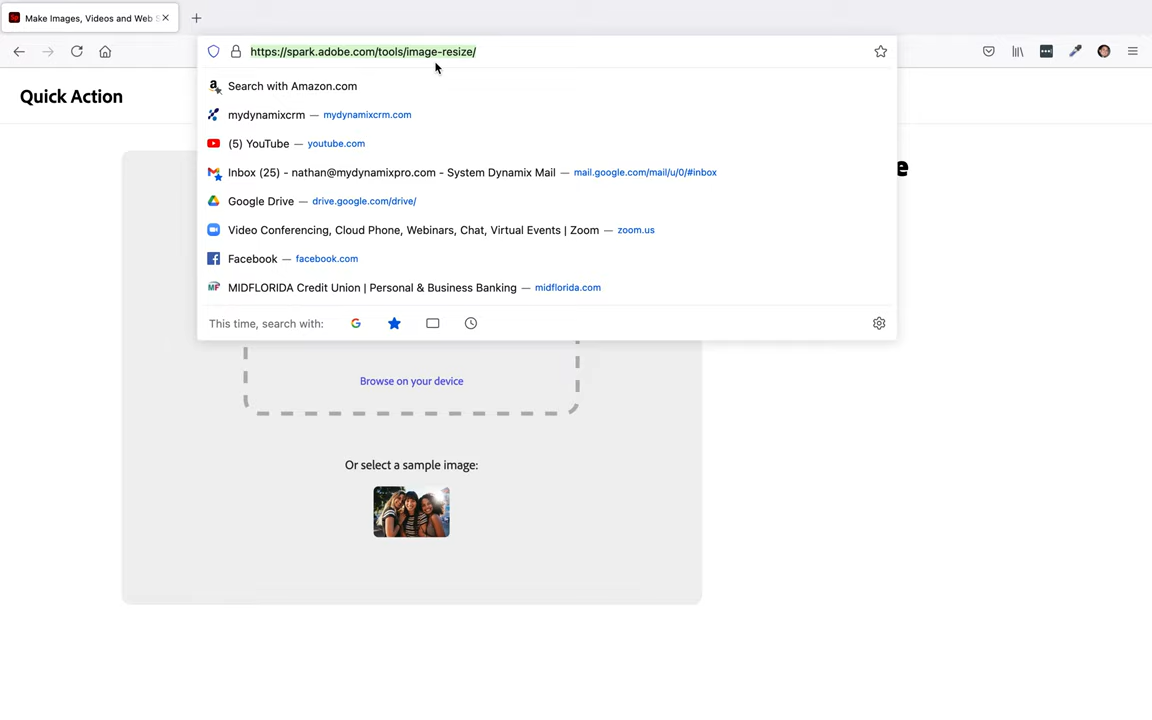 Make Images, Videos and Web S
https://spark.adobe.com/tools/image-resize/
Quick Action
Search with Amazon.com
mydynamixcrm — mydynamixcrm.com
(5) YouTube — youtube.com
Inbox (25) - nathan@mydynamixpro.com - System Dynamix Mail — mail.google.com/mail/u/0/#inbox
Google Drive — drive.google.com/drive/
Video Conferencing, Cloud Phone, Webinars, Chat, Virtual Events | Zoom — zoom.us
Facebook — facebook.com
MIDFLORIDA Credit Union | Personal & Business Banking — midflorida.com
This time, search with:
Browse on your device
Or select a sample image: